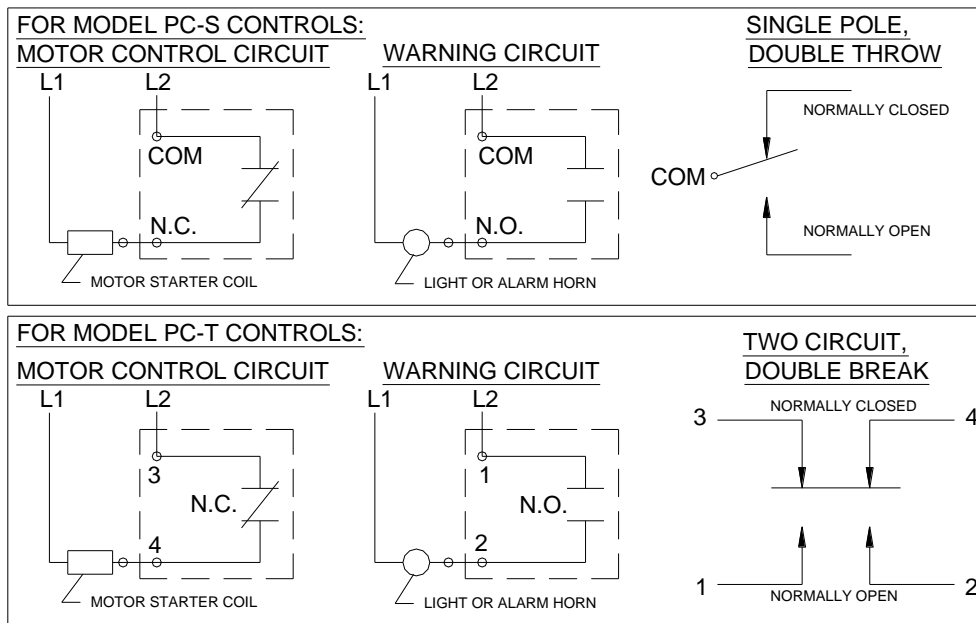 FOR MODEL PC-S CONTROLS:
MOTOR CONTROL CIRCUIT
L1
L2
COM
N.C.
MOTOR STARTER COIL
WARNING CIRCUIT
L1
L2
COM
N.O.
LIGHT OR ALARM HORN
SINGLE POLE,
DOUBLE THROW
NORMALLY CLOSED
COM
NORMALLY OPEN
FOR MODEL PC-T CONTROLS:
MOTOR CONTROL CIRCUIT
L1
L2
3
N.C.
4
MOTOR STARTER COIL
WARNING CIRCUIT
L1
L2
1
N.O.
2
LIGHT OR ALARM HORN
TWO CIRCUIT,
DOUBLE BREAK
NORMALLY CLOSED
3
4
1
NORMALLY OPEN
2